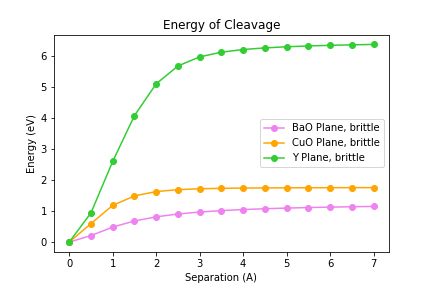 Energy of Cleavage
Energy (eV)
6
5
4
3
2
1
0
BaO Plane, brittle
CuO Plane, brittle
Y Plane, brittle
0 1 2 3 4 5 6 7
Separation (A)